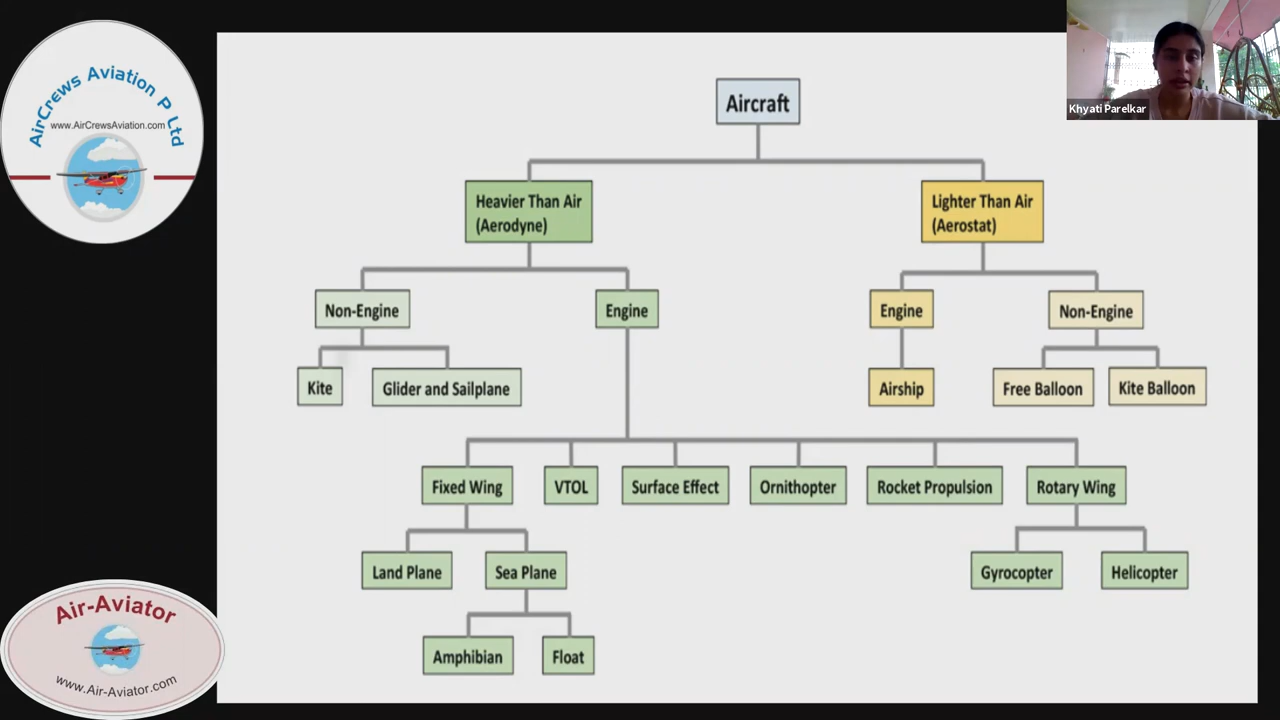 AirCrews Aviation P Ltd
www.AirCrewsAviation.com
Khyati Parelkar
Aircraft
Heavier Than Air
(Aerodyne)
Lighter Than Air
(Aerostat)
Non-Engine
Engine
Engine
Non-Engine
Kite
Glider and Sailplane
Airship
Free Balloon
Kite Balloon
Fixed Wing
VTOL
Surface Effect
Ornithopter
Rocket Propulsion
Rotary Wing
Land Plane
Sea Plane
Gyrocopter
Helicopter
Amphibian
Float
Air-Aviator
www.Air-Aviator.com